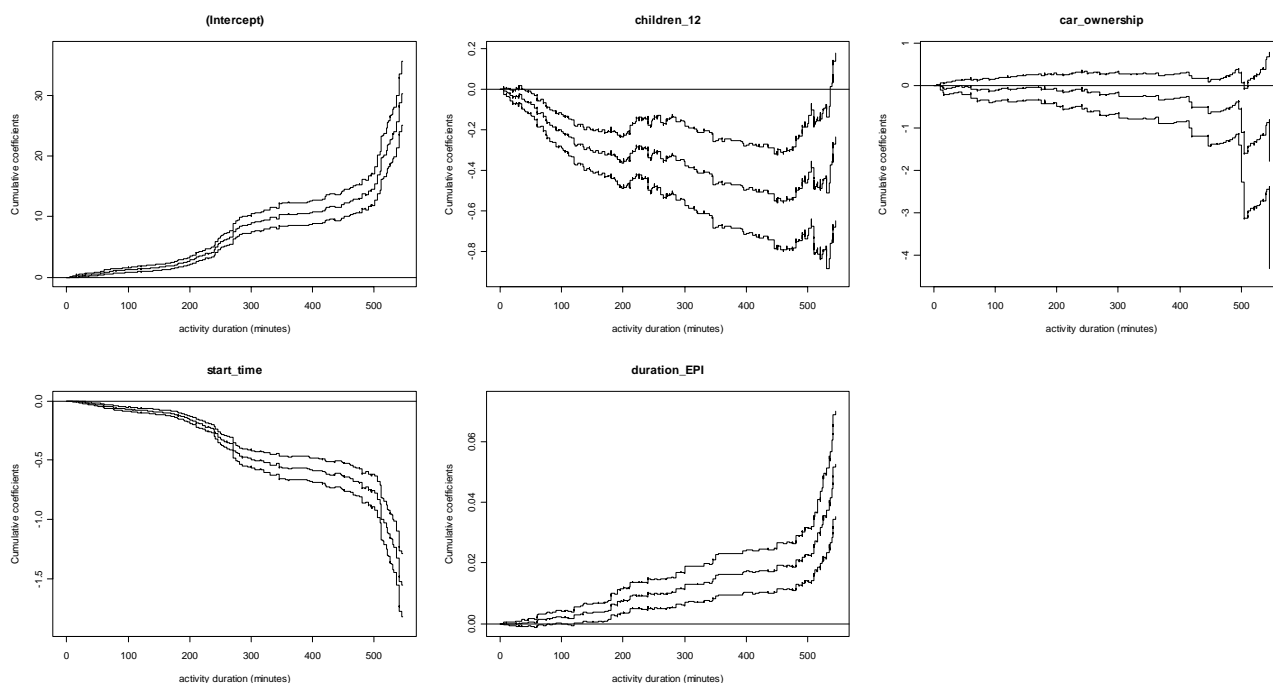 (Intercept)
Cumulative coefficients
0 10 20 30
0 100 200 300 400 500
activity duration (minutes)
children_12
Cumulative coefficients
-0.8 -0.6 -0.4 -0.2 0.0 0.2
0 100 200 300 400 500
activity duration (minutes)
car_ownership
Cumulative coefficients
-4 -3 -2 -1 0 1
0 100 200 300 400 500
activity duration (minutes)
start_time
Cumulative coefficients
-1.5 -1.0 -0.5 0.0
0 100 200 300 400 500
activity duration (minutes)
duration_EPI
Cumulative coefficients
0.00 0.02 0.04 0.06
0 100 200 300 400 500
activity duration (minutes)